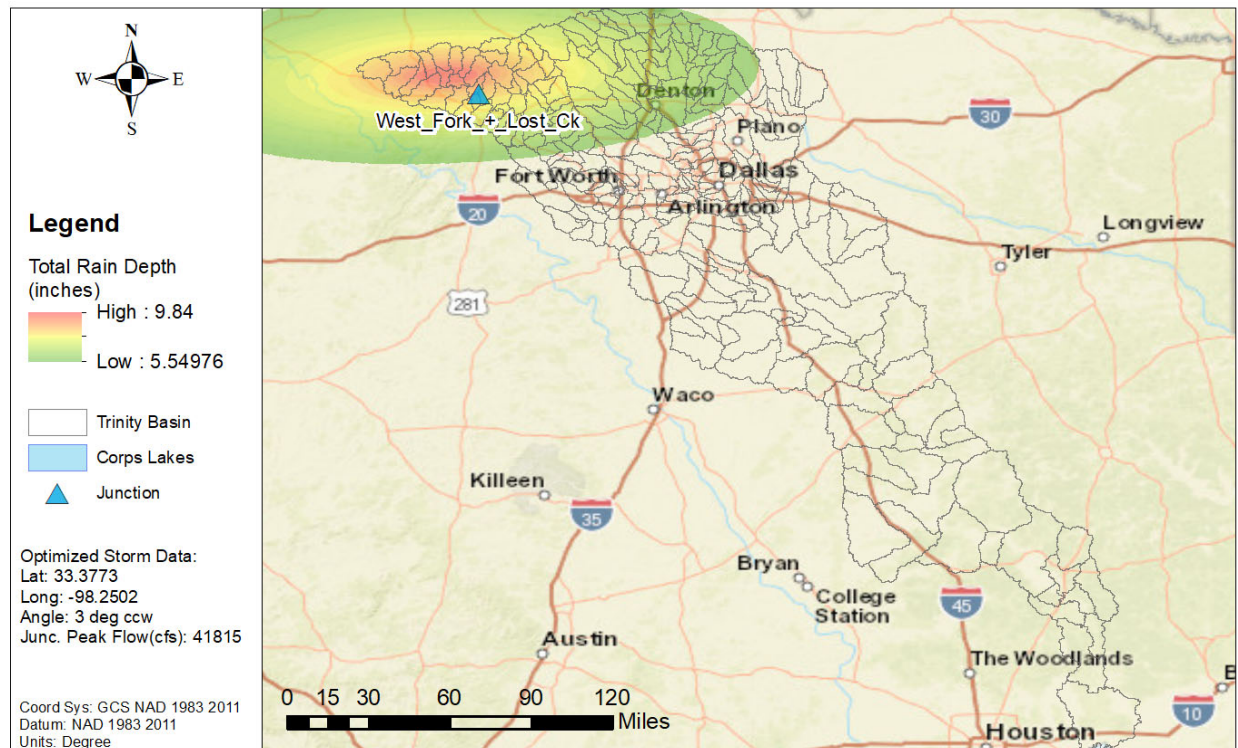 N
W
E
S
Legend
Total Rain Depth
(inches)
High : 9.84
Low : 5.54976
Trinity Basin
Corps Lakes
Junction
Optimized Storm Data:
Lat: 33.3773
Long: -98.2502
Angle: 3 deg ccw
Junc. Peak Flow(cfs): 41815
Coord Sys: GCS NAD 1983 2011
Datum: NAD 1983 2011
Units: Degree
Denton
West_Fork_+_Lost_Ck
30
Plano
Fort Worth
Dallas
20
Arlington
Longview
Tyler
281
Waco
Killeen
35
Bryan
College
Station
45
Austin
The Woodlands
B
10
0 15 30 60 90 120
Miles
Houston